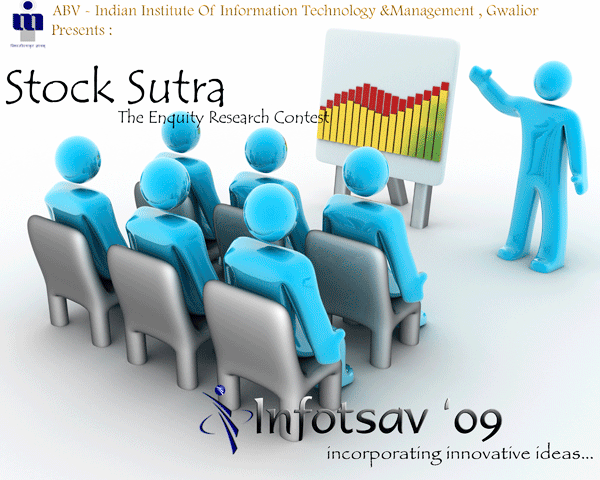 ABV - Indian Institute Of Information Technology &Management , Gwalior
Presents :
Stock Sutra
The Enquity Research Contest
Infotsav '09
incorporating innovative ideas...